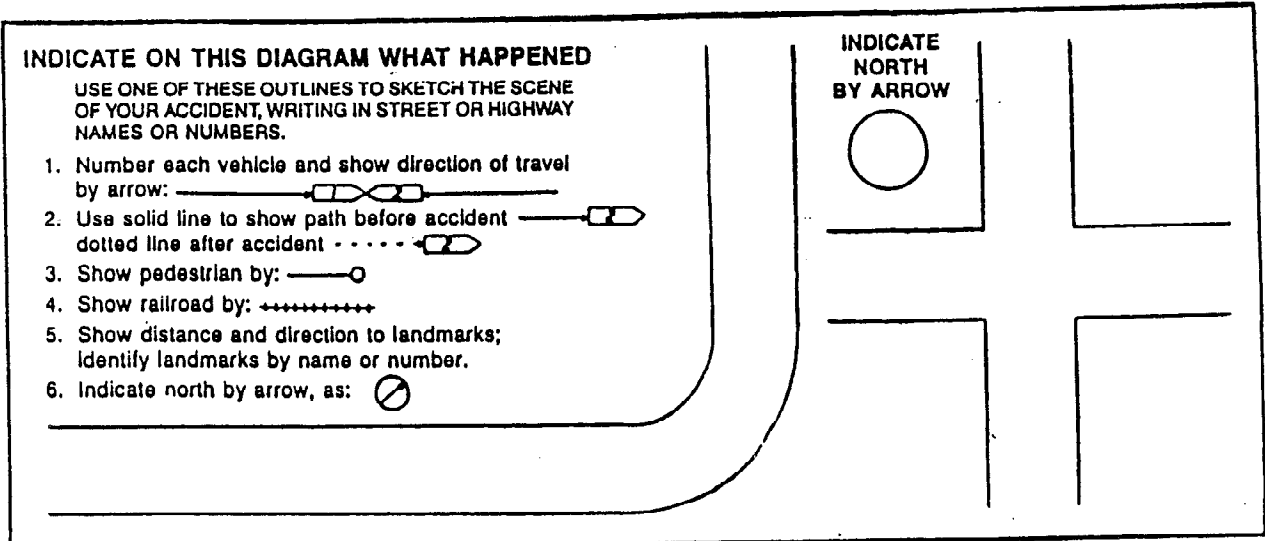 INDICATE ON THIS DIAGRAM WHAT HAPPENED
USE ONE OF THESE OUTLINES TO SKETCH THE SCENE
OF YOUR ACCIDENT, WRITING IN STREET OR HIGHWAY
NAMES OR NUMBERS.
1. Number each vehicle and show direction of travel
by arrow:
2. Use solid line to show path before accident
dotted line after accident
3. Show pedestrian by:
4. Show railroad by:
5. Show distance and direction to landmarks;
identify landmarks by name or number.
6. Indicate north by arrow, as:
INDICATE
NORTH
BY ARROW